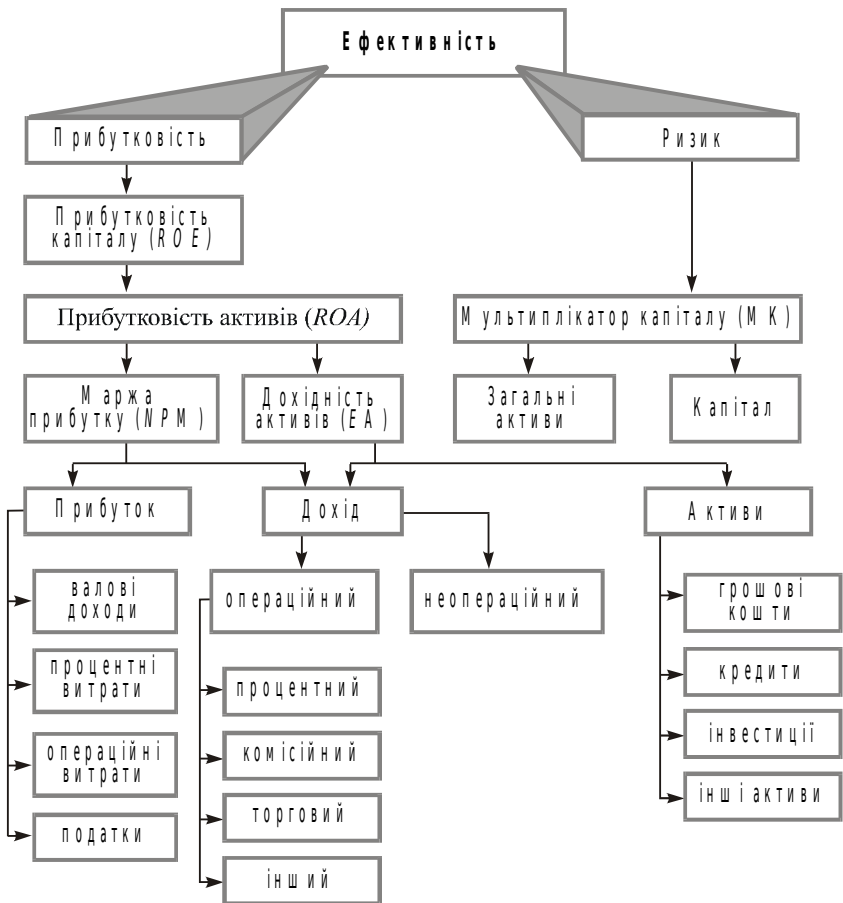 Ефективність
Прибутковість
Ризик
Прибутковість
капіталу (ROE)
Прибутковість активів (ROA)
Мультиплікатор капіталу (МК)
Маржа
прибутку (NPM)
Дохідність
активів (EA)
Загальні
активи
Капітал
Прибуток
Дохід
Активи
валові
доходи
операційний
неопераційний
грошові
кошти
процентні
витрати
процентний
кредити
операційні
витрати
комісійний
інвестиції
податки
торговий
інші активи
інший